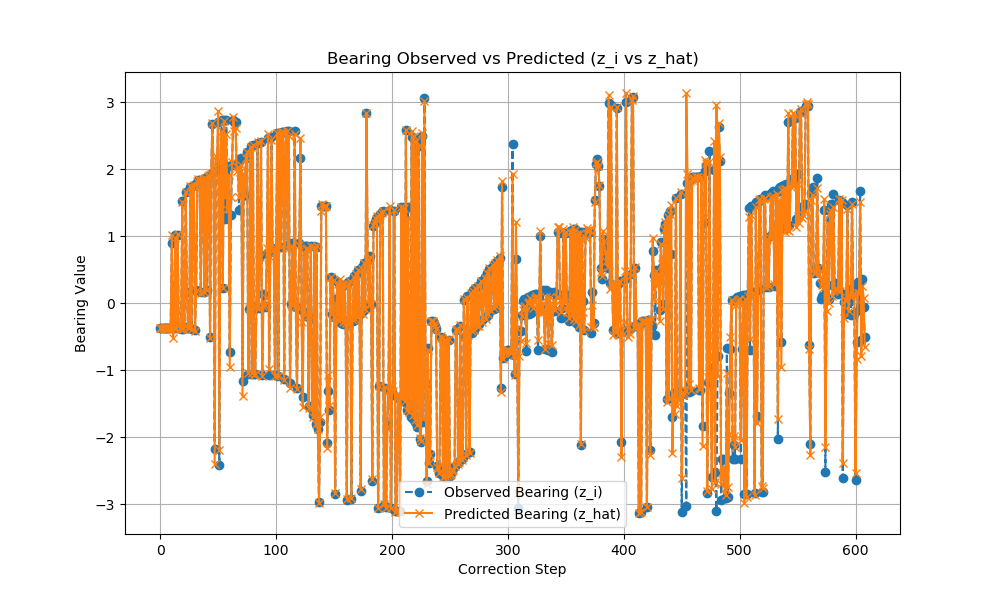 Bearing Observed vs Predicted (z_i vs z_hat)
Bearing Value
3
2
1
0
−1
−2
−3
Observed Bearing (z_i)
Predicted Bearing (z_hat)
0 100 200 300 400 500 600
Correction Step